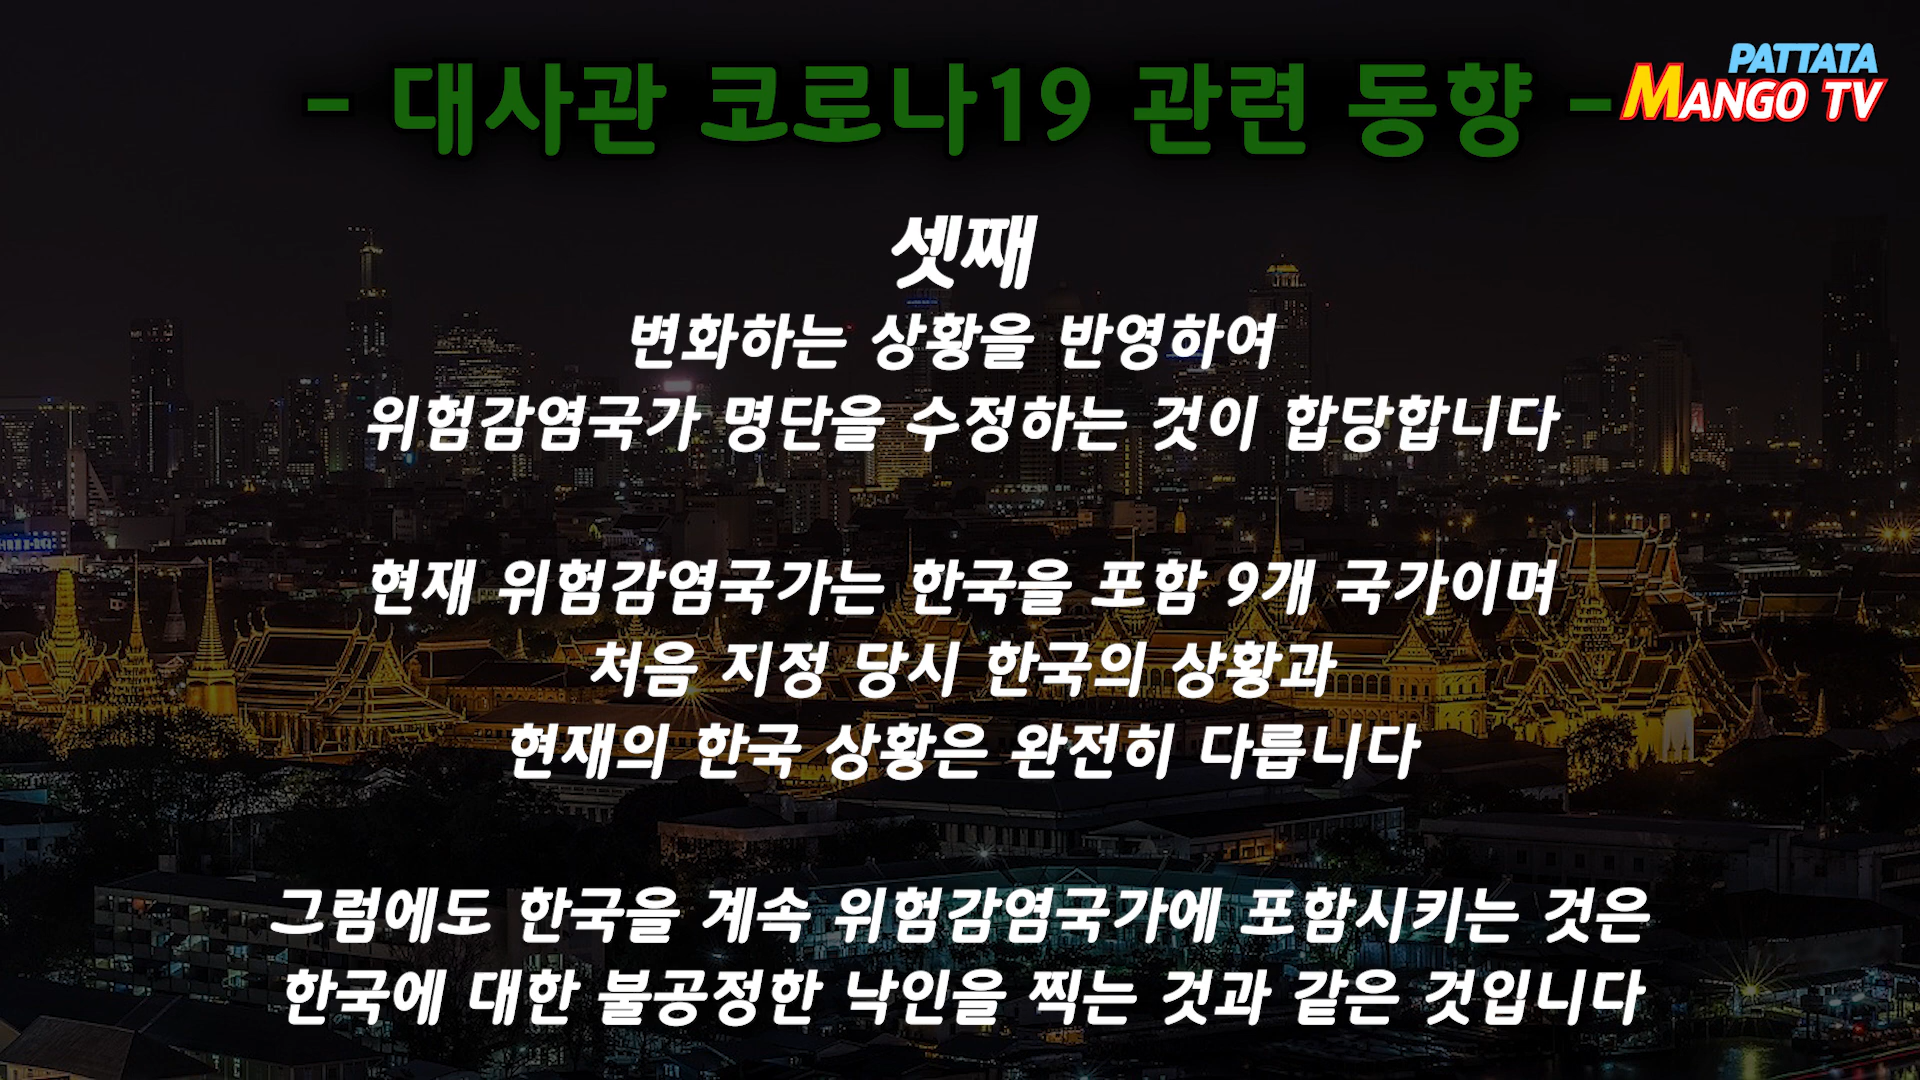 - 대사관 코로나19 관련 동향 -
PATTATA
MANGO TV
셋째
변화하는 상황을 반영하여
위험감염국가 명단을 수정하는 것이 합당합니다
현재 위험감염국가는 한국을 포함 9개 국가이며
처음 지정 당시 한국의 상황과
현재의 한국 상황은 완전히 다릅니다
그럼에도 한국을 계속 위험감염국가에 포함시키는 것은
한국에 대한 불공정한 낙인을 찍는 것과 같은 것입니다